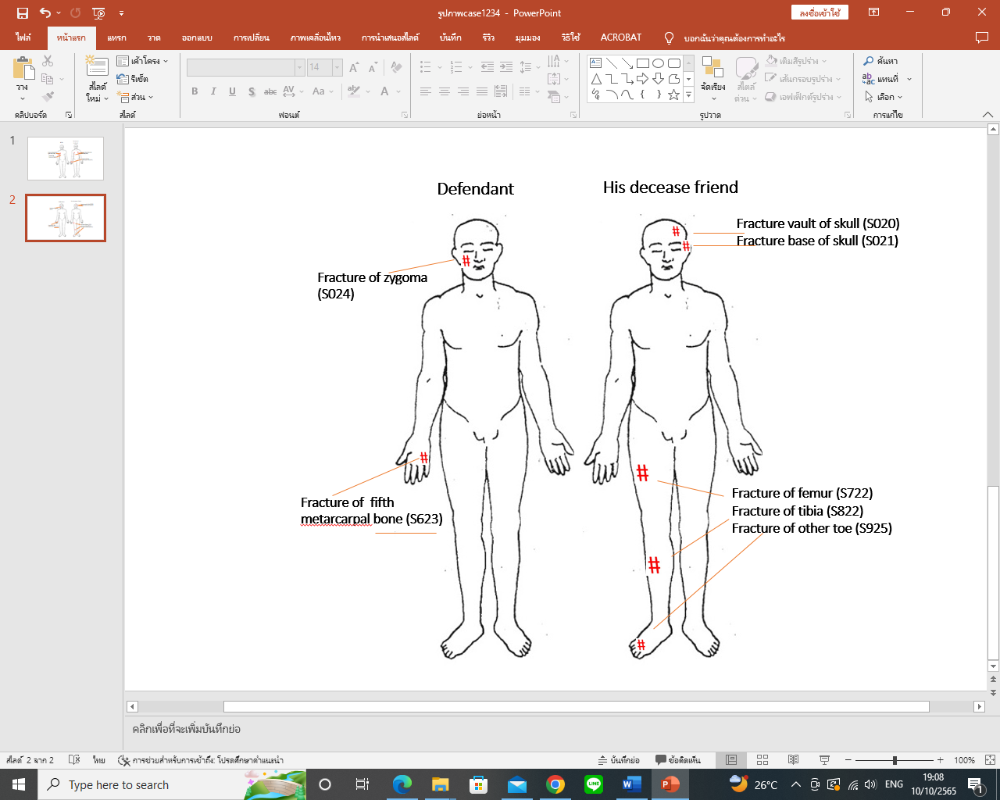 รูปภาพcase1234 - PowerPoint
ลงชื่อเข้าใช้
ไฟล์
หน้าแรก
แทรก
วาด
ออกแบบ
การเปลี่ยน
ภาพเคลื่อนไหว
การนำเสนอสไลด์
บันทึก
รีวิว
มุมมอง
วิธีใช้
ACROBAT
บอกฉันว่าคุณต้องการทำอะไร
วาง
คลิปบอร์ด
สไลด์
ใหม่
เค้าโครง
รีเซ็ต
ส่วน
สไลด์
14
B I U S abc AV Aa A
ฟอนต์
ย่อหน้า
จัดเรียง
สไตล์
ด่วน
เติมสีรูปร่าง
เส้นกรอบรูปร่าง
เอฟเฟ็กต์รูปร่าง
รูปวาด
ค้นหา
แทนที่
เลือก
การแก้ไข
1
2
Defendant
His decease friend
Fracture vault of skull (S020)
Fracture base of skull (S021)
Fracture of zygoma
(S024)
Fracture of fifth
metarcarpal bone (S623)
Fracture of femur (S722)
Fracture of tibia (S822)
Fracture of other toe (S925)
คลิกเพื่อที่จะเพิ่มบันทึกย่อ
สไลด์ 2 จาก 2
ไทย
การช่วยสำหรับการเข้าถึง: โปรดศึกษาคำแนะนำ
บันทึกย่อ
ข้อคิดเห็น
100%
Type here to search
26°C
ENG
19:08
10/10/2565
1